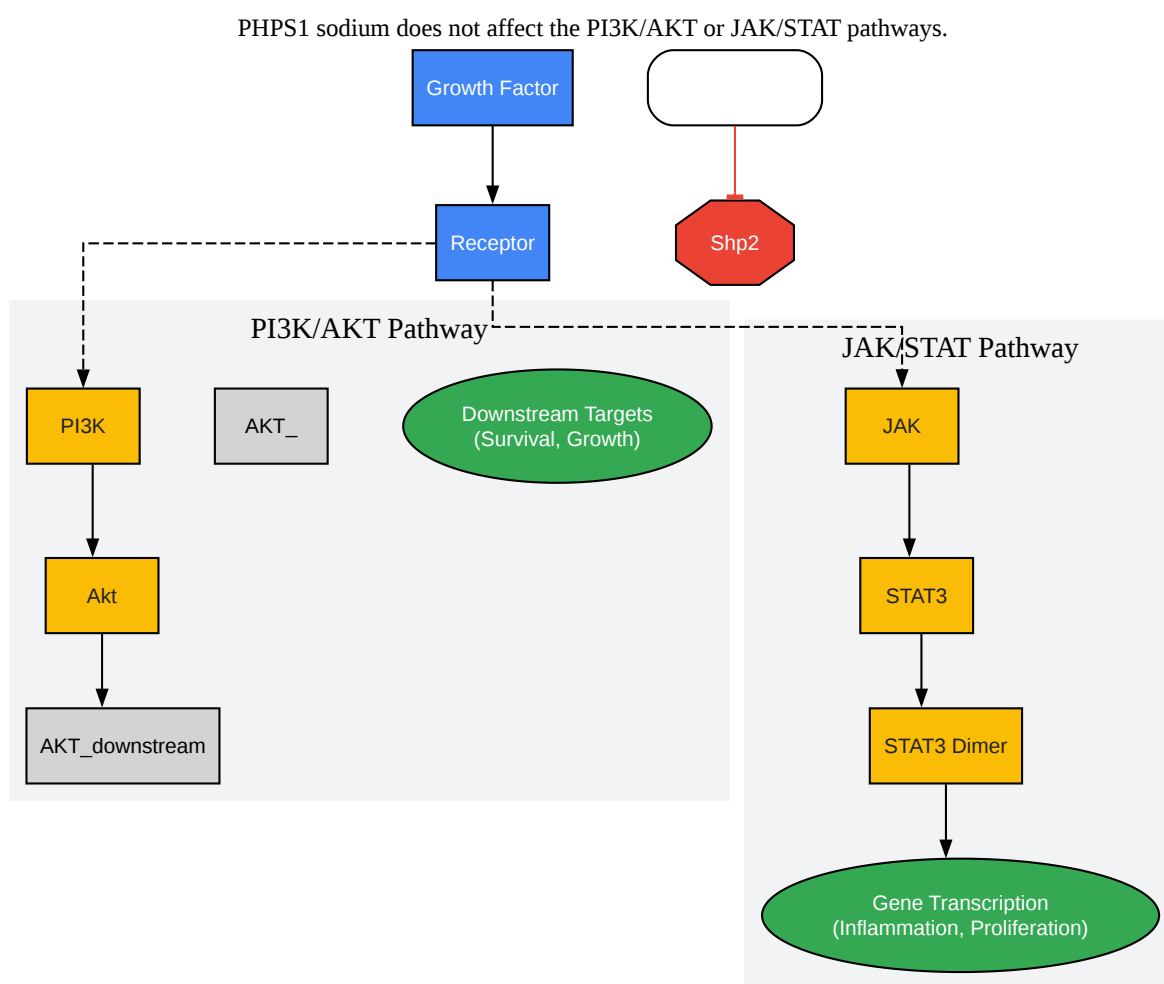 PHPS1 sodium does not affect the PI3K/AKT or JAK/STAT pathways.
Growth Factor
Receptor
Shp2
PI3K/AKT Pathway
JAK/STAT Pathway
PI3K
AKT_
Downstream Targets
(Survival, Growth)
JAK
Akt
STAT3
AKT_downstream
STAT3 Dimer
Gene Transcription
(Inflammation, Proliferation)